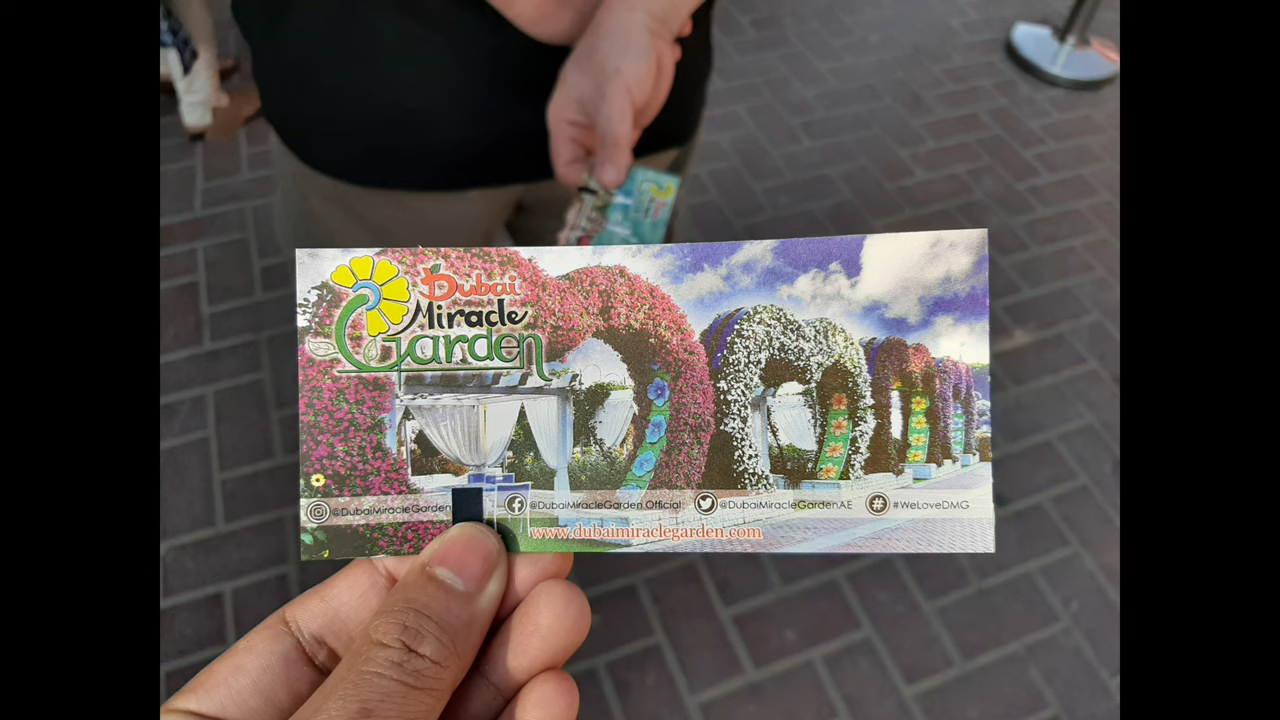 Dubai
Miracle
Garden
@DubaiMiracleGarden @DubaiMiracleGarden Official @DubaiMiracleGardenAE #WeLoveDMG
www.dubaimiraclegarden.com